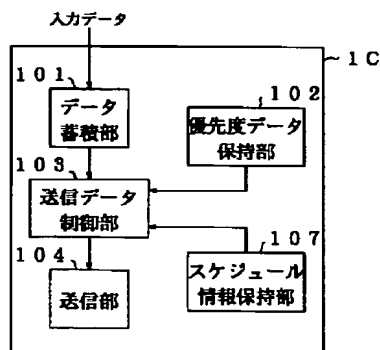 入力データ
1C
101
データ
蓄積部
102
優先度データ
保持部
103
送信データ
制御部
104
送信部
107
スケジュール
情報保持部